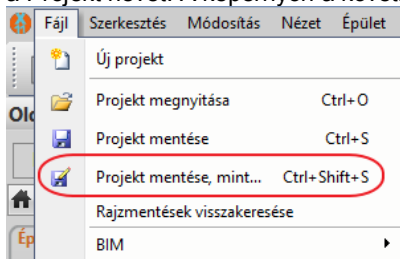 Fájl Szerkesztés Módosítás Nézet Épület
Új projekt
Projekt megnyitása Ctrl+O
Projekt mentése Ctrl+S
Projekt mentése, mint... Ctrl+Shift+S
Rajzmentések visszakeresése
BIM